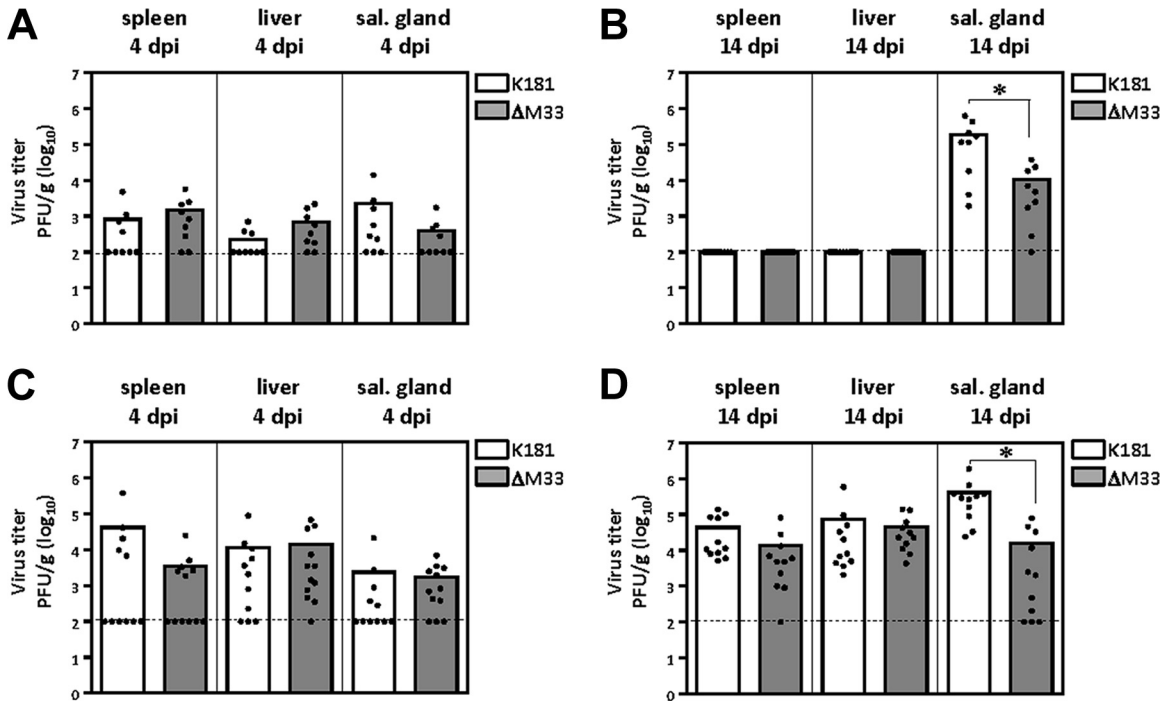 A
spleen liver sal. gland
4 dpi 4 dpi 4 dpi
7
6
5
4
3
2
1
0
Virus titer
PFU/g (log10)
K181
ΔM33
B
spleen liver sal. gland
14 dpi 14 dpi 14 dpi
7
6
5
4
3
2
1
0
Virus titer
PFU/g (log10)
*
K181
ΔM33
C
spleen liver sal. gland
4 dpi 4 dpi 4 dpi
7
6
5
4
3
2
1
0
Virus titer
PFU/g (log10)
K181
ΔM33
D
spleen liver sal. gland
14 dpi 14 dpi 14 dpi
7
6
5
4
3
2
1
0
Virus titer
PFU/g (log10)
*
K181
ΔM33